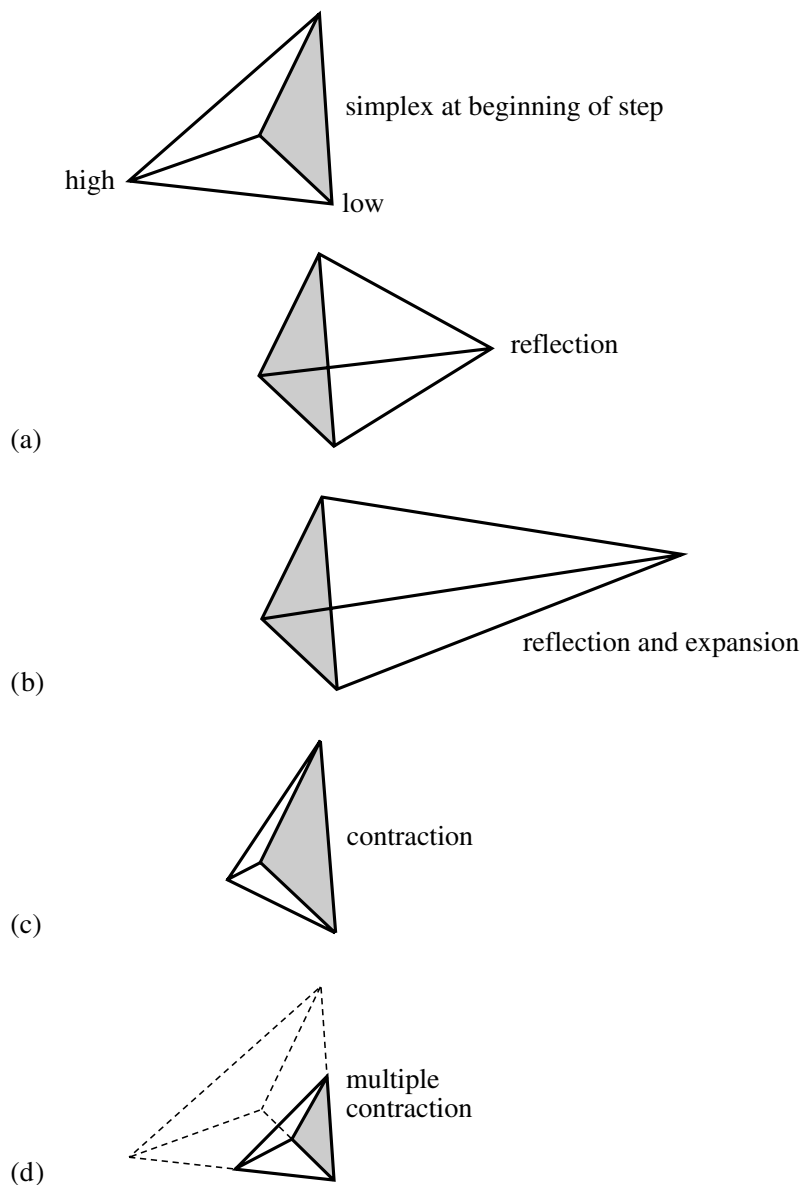 simplex at beginning of step
high
low
reflection
(a)
reflection and expansion
(b)
contraction
(c)
multiple
contraction
(d)